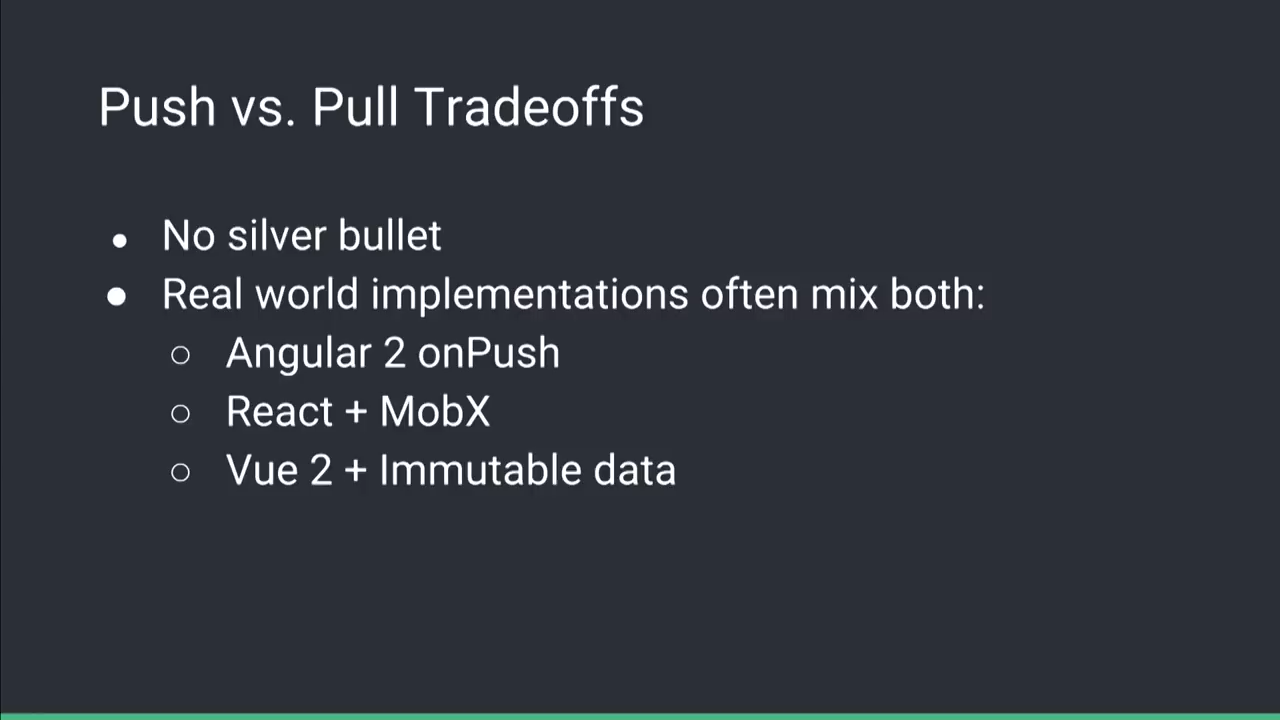 Push vs. Pull Tradeoffs
● No silver bullet
● Real world implementations often mix both:
○ Angular 2 onPush
○ React + MobX
○ Vue 2 + Immutable data